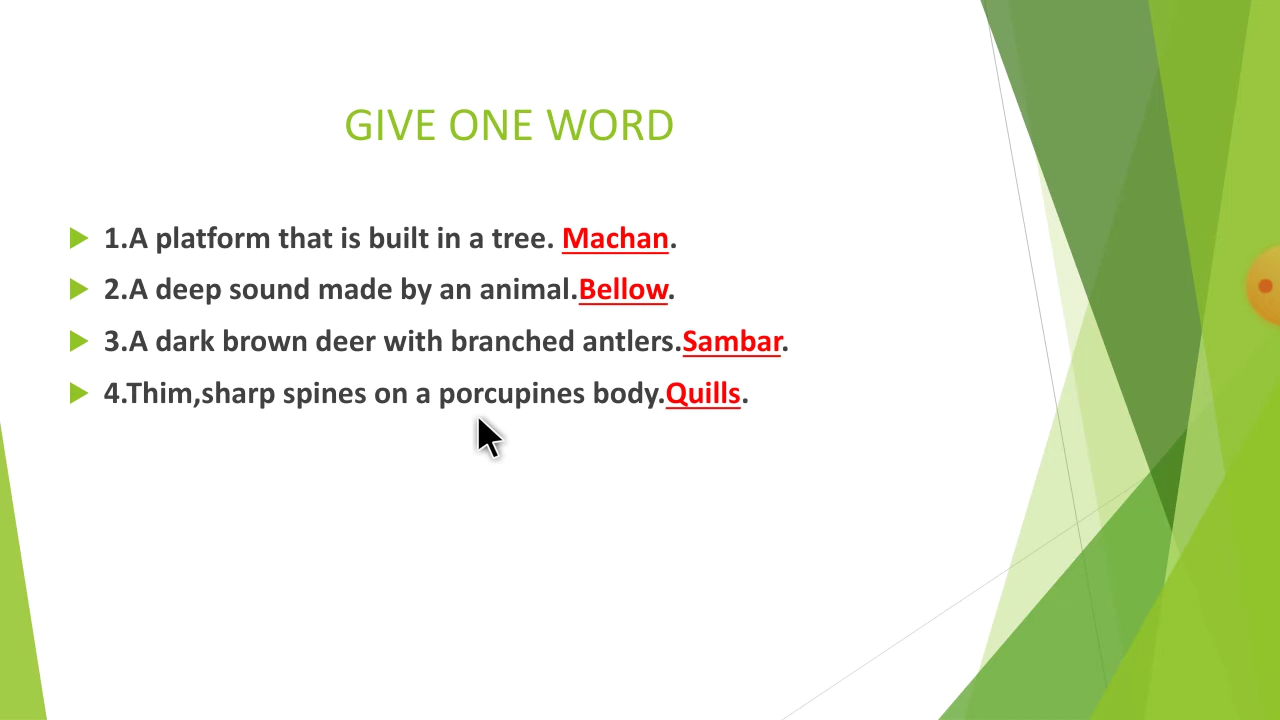 GIVE ONE WORD
1.A platform that is built in a tree. Machan.
2.A deep sound made by an animal.Bellow.
3.A dark brown deer with branched antlers.Sambar.
4.Thim,sharp spines on a porcupines body.Quills.